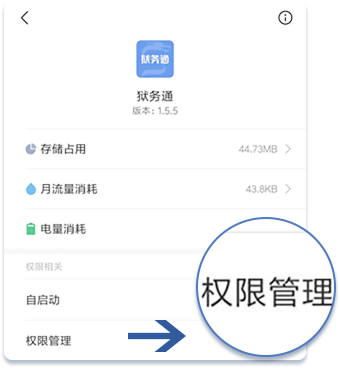 狱务通
狱务通
版本：1.5.5
存储占用 44.73MB
月流量消耗 43.8KB
电量消耗
权限相关
自启动
权限管理
权限管理